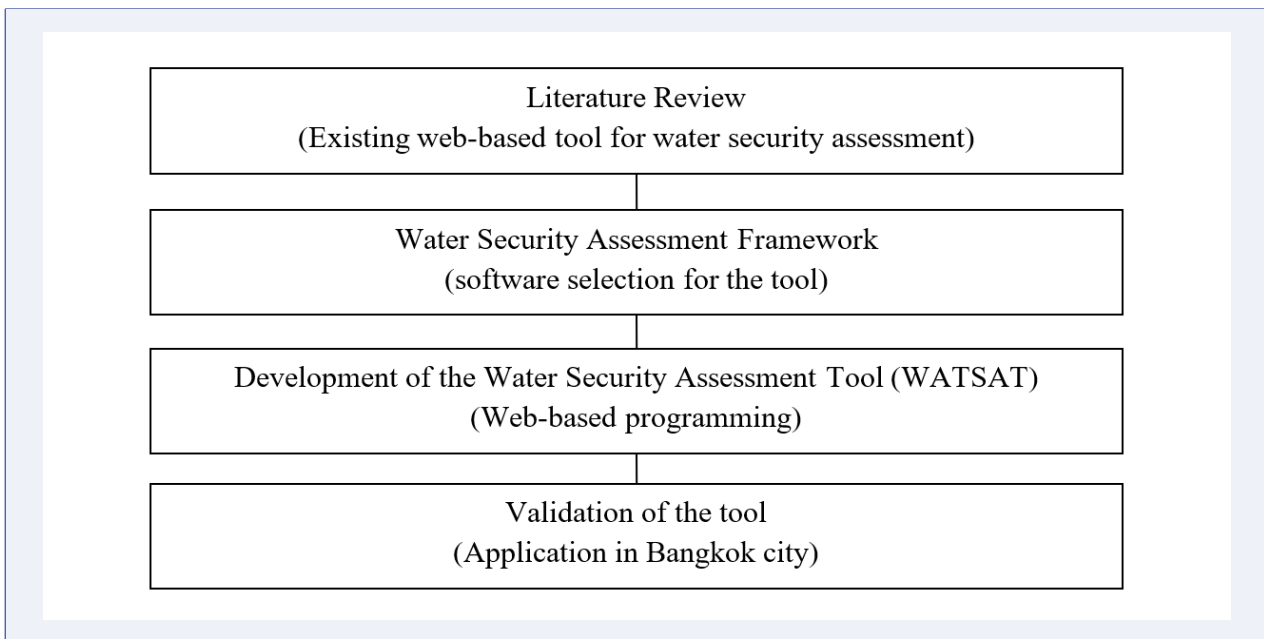 Literature Review
(Existing web-based tool for water security assessment)
Water Security Assessment Framework
(software selection for the tool)
Development of the Water Security Assessment Tool (WATSAT)
(Web-based programming)
Validation of the tool
(Application in Bangkok city)